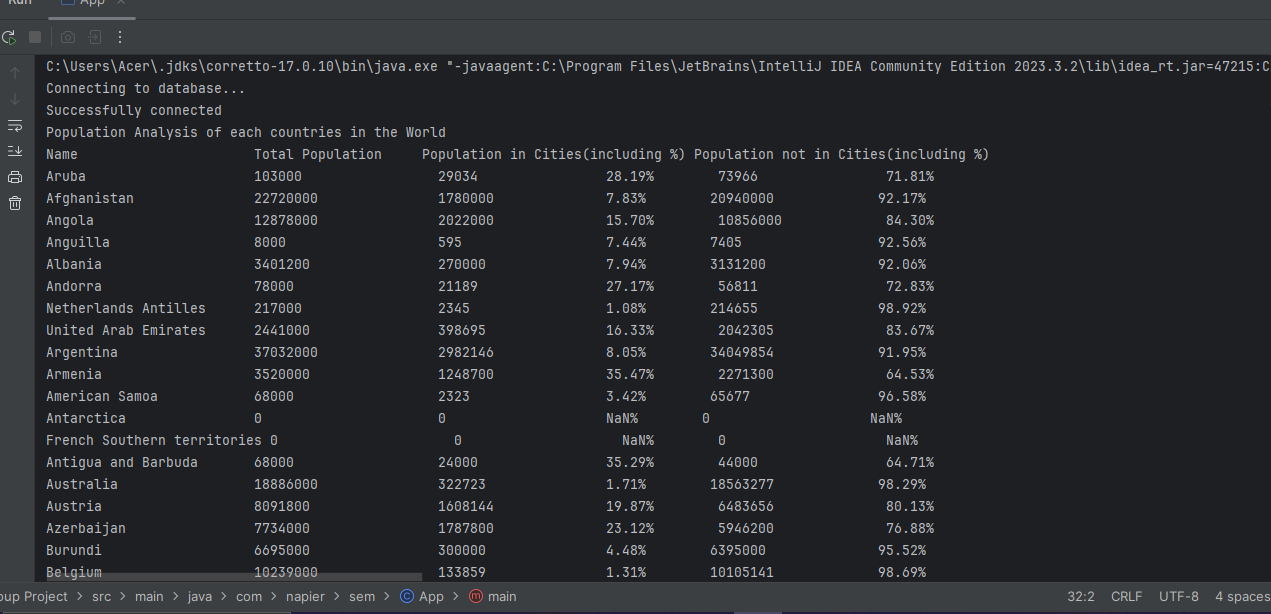 Run App
C:\Users\Acer\.jdks\corretto-17.0.10\bin\java.exe "-javaagent:C:\Program Files\JetBrains\IntelliJ IDEA Community Edition 2023.3.2\lib\idea_rt.jar=47215:C
Connecting to database...
Successfully connected
Population Analysis of each countries in the World
Name Total Population Population in Cities(including %) Population not in Cities(including %)
Aruba 103000 29034 28.19% 73966 71.81%
Afghanistan 22720000 1780000 7.83% 20940000 92.17%
Angola 12878000 2022000 15.70% 10856000 84.30%
Anguilla 8000 595 7.44% 7405 92.56%
Albania 3401200 270000 7.94% 3131200 92.06%
Andorra 78000 21189 27.17% 56811 72.83%
Netherlands Antilles 217000 2345 1.08% 214655 98.92%
United Arab Emirates 2441000 398695 16.33% 2042305 83.67%
Argentina 37032000 2982146 8.05% 34049854 91.95%
Armenia 3520000 1248700 35.47% 2271300 64.53%
American Samoa 68000 2323 3.42% 65677 96.58%
Antarctica 0 0 NaN% 0 NaN%
French Southern territories 0 0 NaN% 0 NaN%
Antigua and Barbuda 68000 24000 35.29% 44000 64.71%
Australia 18886000 322723 1.71% 18563277 98.29%
Austria 8091800 1608144 19.87% 6483656 80.13%
Azerbaijan 7734000 1787800 23.12% 5946200 76.88%
Burundi 6695000 300000 4.48% 6395000 95.52%
Belgium 10239000 133859 1.31% 10105141 98.69%
oup Project > src > main > java > com > napier > sem > App > main 32:2 CRLF UTF-8 4 spaces